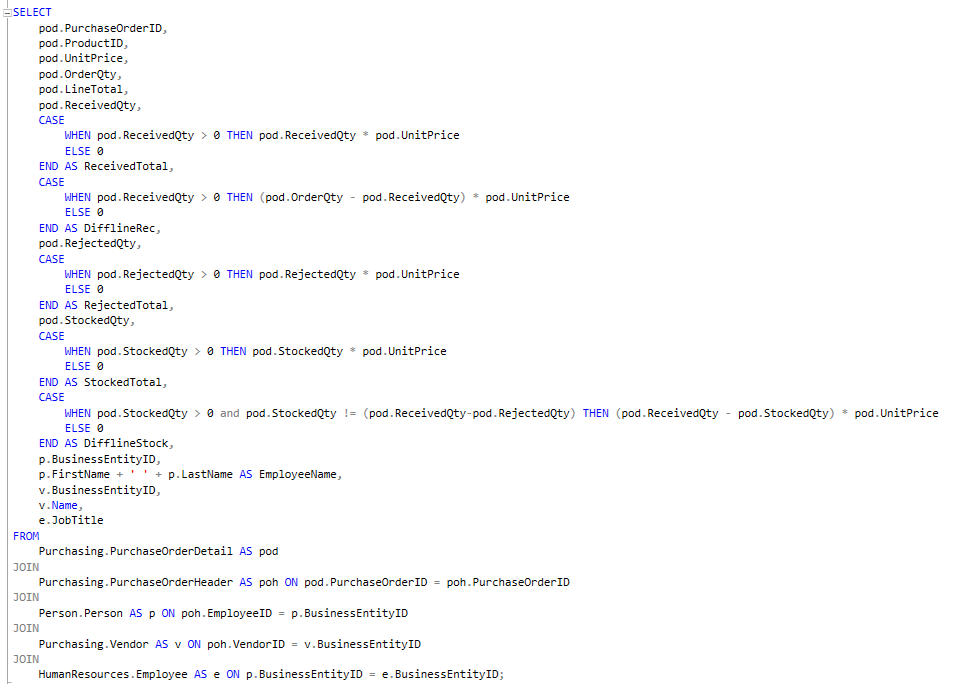 SELECT
pod.PurchaseOrderID,
pod.ProductID,
pod.UnitPrice,
pod.OrderQty,
pod.LineTotal,
pod.ReceivedQty,
CASE
WHEN pod.ReceivedQty > 0 THEN pod.ReceivedQty * pod.UnitPrice
ELSE 0
END AS ReceivedTotal,
CASE
WHEN pod.ReceivedQty > 0 THEN (pod.OrderQty - pod.ReceivedQty) * pod.UnitPrice
ELSE 0
END AS DifflineRec,
pod.RejectedQty,
CASE
WHEN pod.RejectedQty > 0 THEN pod.RejectedQty * pod.UnitPrice
ELSE 0
END AS RejectedTotal,
pod.StockedQty,
CASE
WHEN pod.StockedQty > 0 THEN pod.StockedQty * pod.UnitPrice
ELSE 0
END AS StockedTotal,
CASE
WHEN pod.StockedQty > 0 and pod.StockedQty != (pod.ReceivedQty-pod.RejectedQty) THEN (pod.ReceivedQty - pod.StockedQty) * pod.UnitPrice
ELSE 0
END AS DifflineStock,
p.BusinessEntityID,
p.FirstName + ' ' + p.LastName AS EmployeeName,
v.BusinessEntityID,
v.Name,
e.JobTitle
FROM
Purchasing.PurchaseOrderDetail AS pod
JOIN
Purchasing.PurchaseOrderHeader AS poh ON pod.PurchaseOrderID = poh.PurchaseOrderID
JOIN
Person.Person AS p ON poh.EmployeeID = p.BusinessEntityID
JOIN
Purchasing.Vendor AS v ON poh.VendorID = v.BusinessEntityID
JOIN
HumanResources.Employee AS e ON p.BusinessEntityID = e.BusinessEntityID;